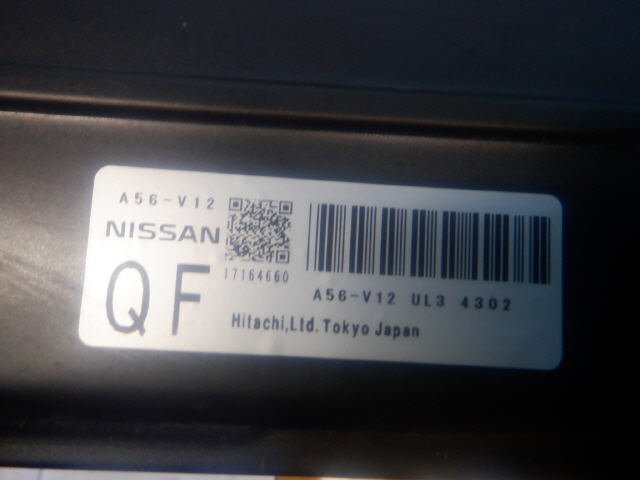 A56-V12
NISSAN
17164660
QF
A56-V12 UL3 4302
Hitachi,Ltd.Tokyo Japan